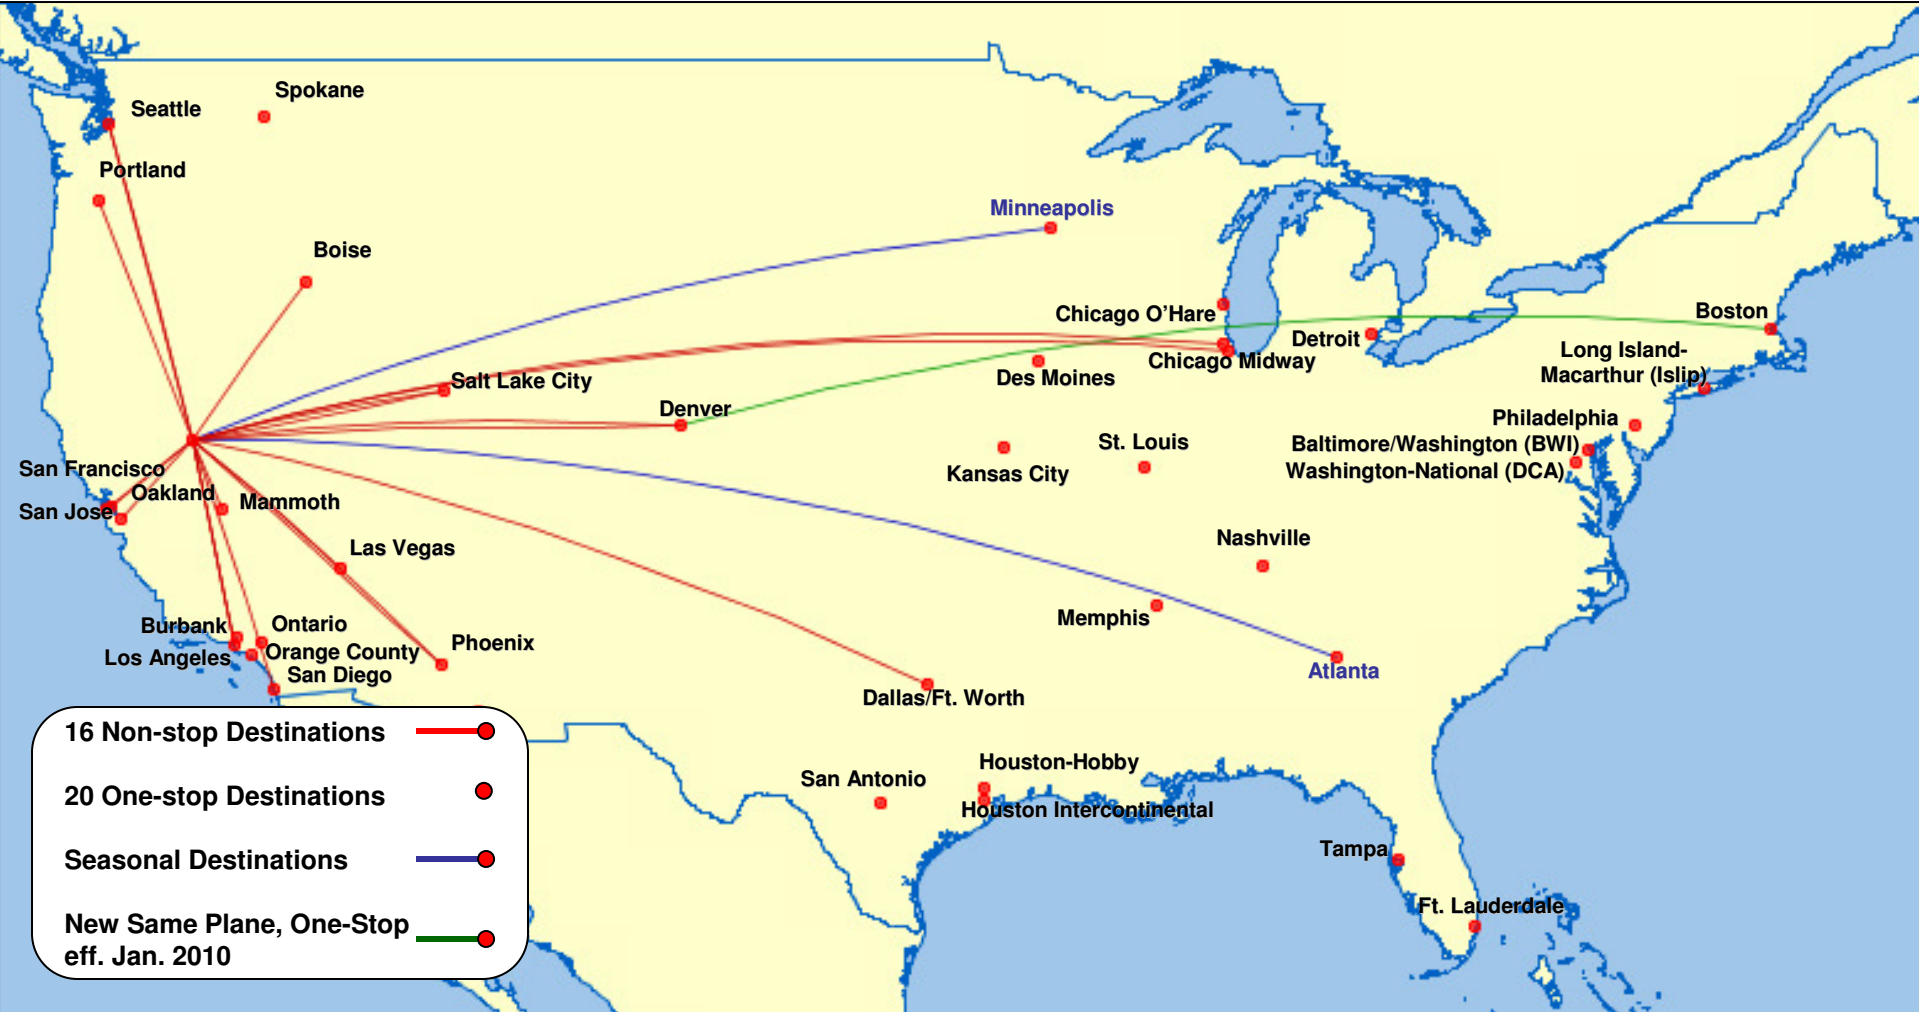 Spokane
Seattle
Portland
Minneapolis
Boise
Chicago O’Hare
Boston
Detroit
Long Island-
Macarthur (Islip)
Chicago Midway
Des Moines
Salt Lake City
Denver
Philadelphia
St. Louis
Baltimore/Washington (BWI)
Washington-National (DCA)
Kansas City
San Francisco
Oakland
Mammoth
San Jose
Las Vegas
Nashville
Memphis
Burbank
Ontario
Orange County
Los Angeles
San Diego
Phoenix
Atlanta
Dallas/Ft. Worth
Houston-Hobby
San Antonio
Houston Intercontinental
Tampa
Ft. Lauderdale
16 Non-stop Destinations
20 One-stop Destinations
Seasonal Destinations
New Same Plane, One-Stop
eff. Jan. 2010